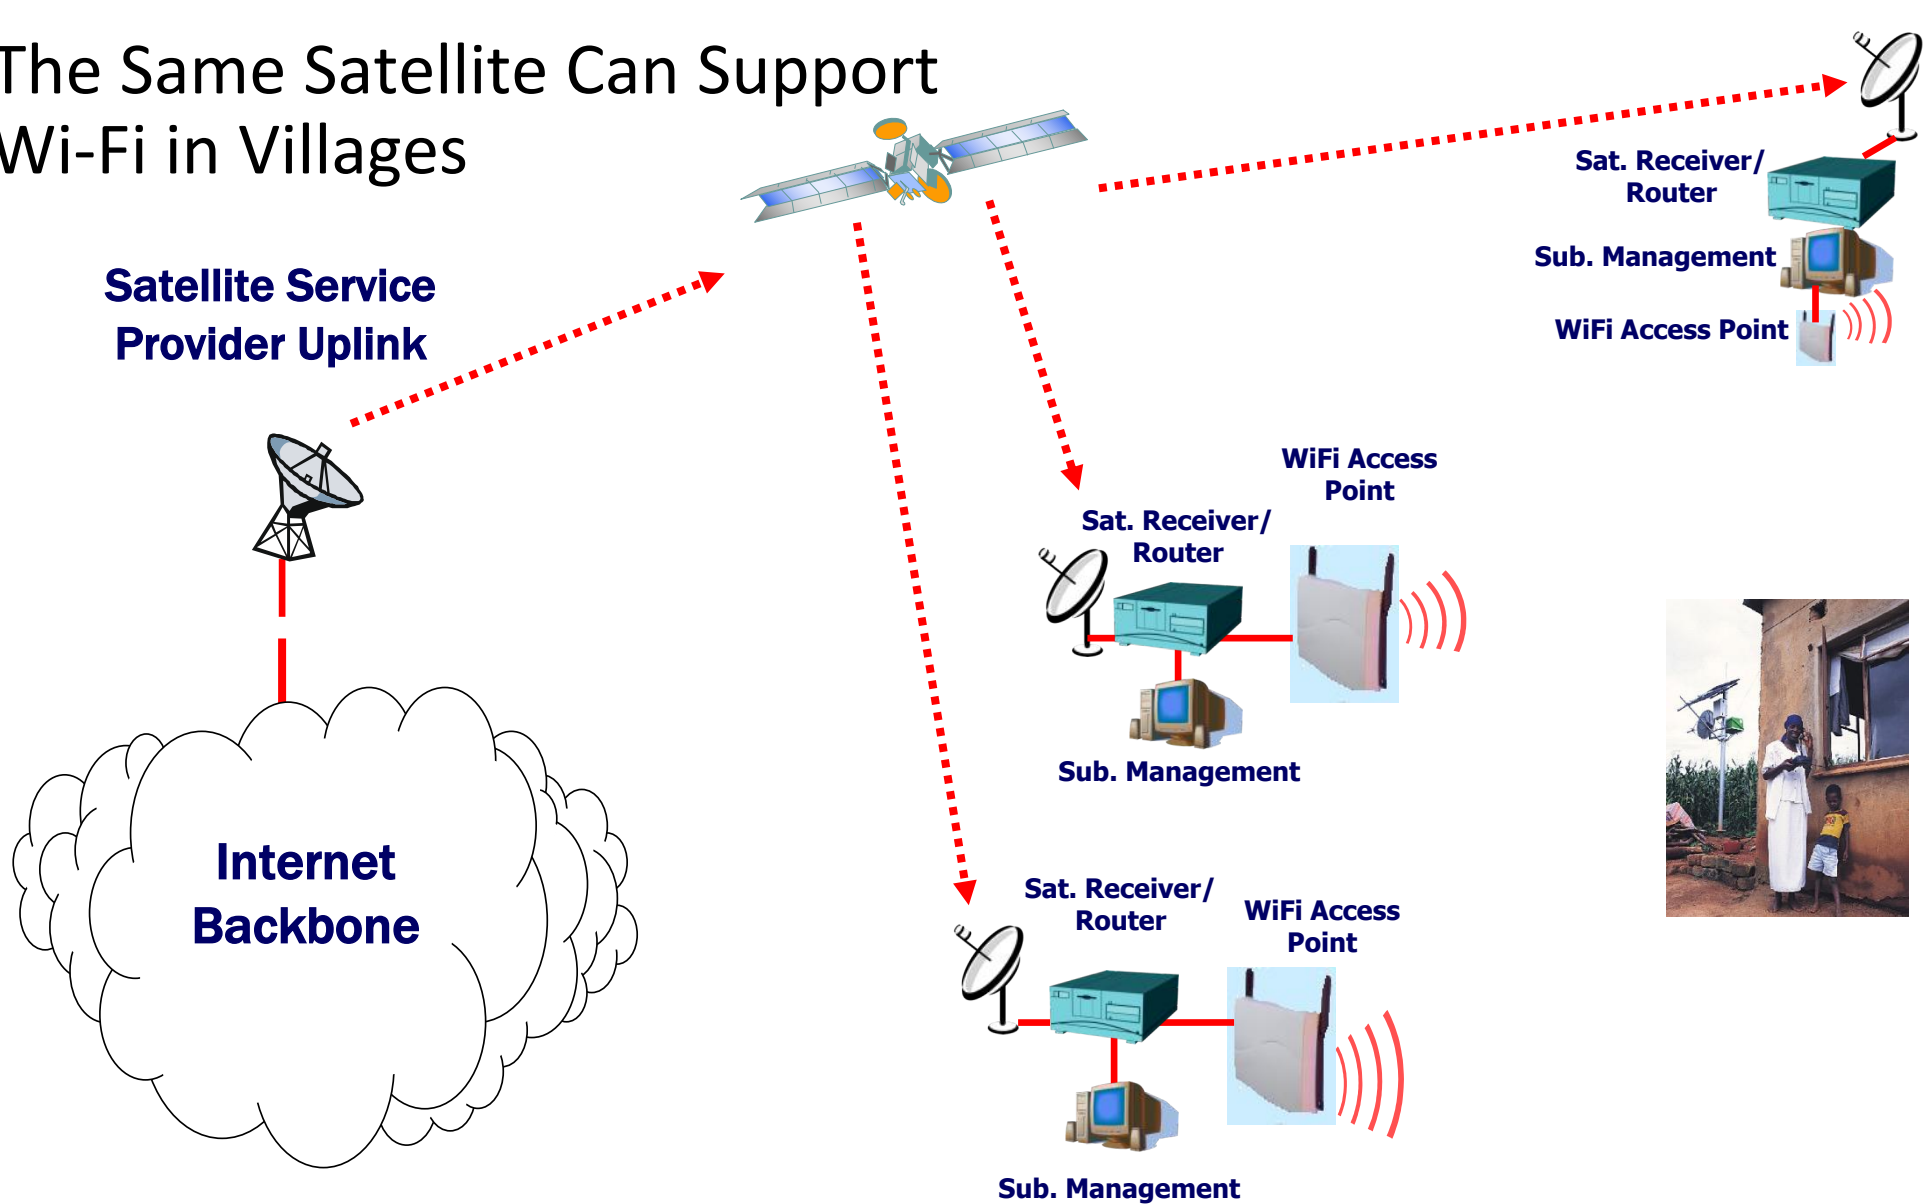 The Same Satellite Can Support
Wi-Fi in Villages
Satellite Service
Provider Uplink
Sat. Receiver/
Router
Sub. Management
WiFi Access Point
WiFi Access
Point
Sat. Receiver/
Router
Sub. Management
Internet
Backbone
Sat. Receiver/
Router
WiFi Access
Point
Sub. Management